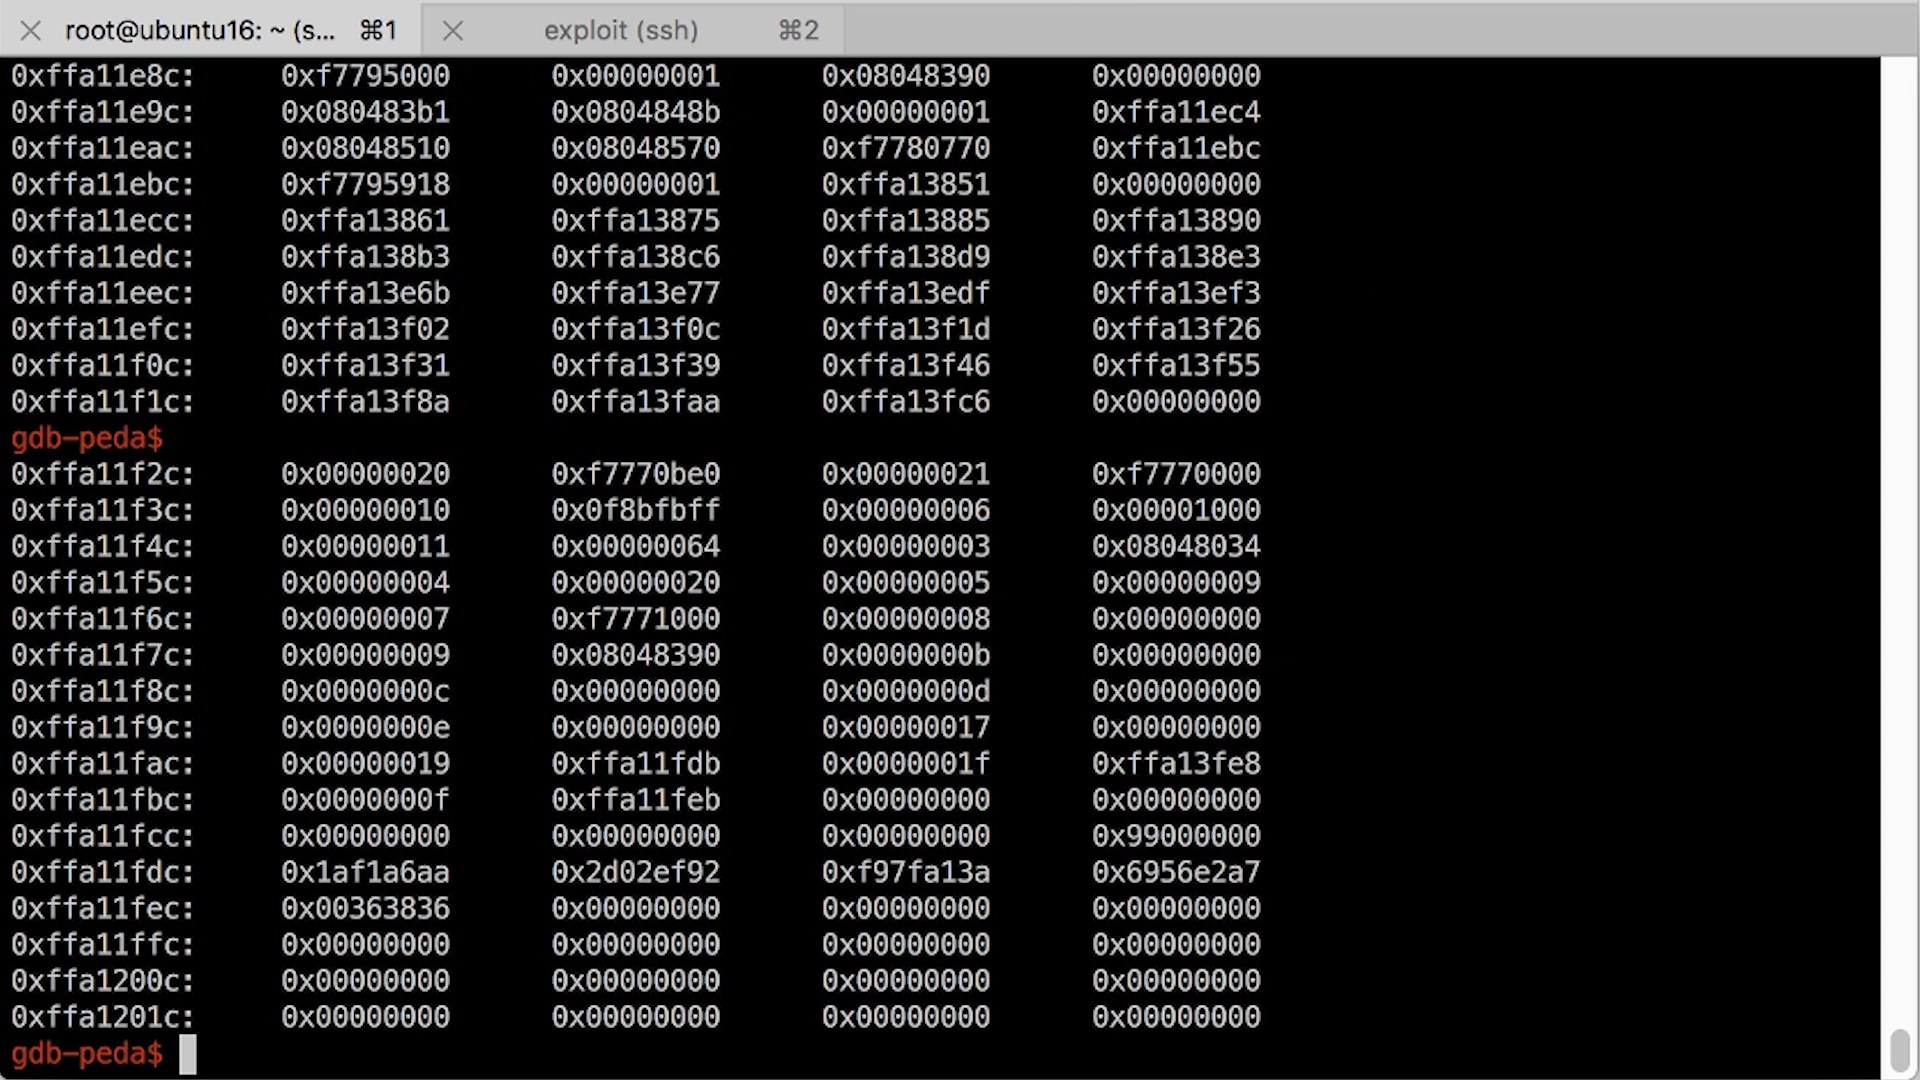 root@ubuntu16: ~ (s... ⌘1 exploit (ssh) ⌘2
0xffa11e8c: 0xf7795000 0x00000001 0x08048390 0x00000000
0xffa11e9c: 0x080483b1 0x0804848b 0x00000001 0xffa11ec4
0xffa11eac: 0x08048510 0x08048570 0xf7780770 0xffa11ebc
0xffa11ebc: 0xf7795918 0x00000001 0xffa13851 0x00000000
0xffa11ecc: 0xffa13861 0xffa13875 0xffa13885 0xffa13890
0xffa11edc: 0xffa138b3 0xffa138c6 0xffa138d9 0xffa138e3
0xffa11eec: 0xffa13e6b 0xffa13e77 0xffa13edf 0xffa13ef3
0xffa11efc: 0xffa13f02 0xffa13f0c 0xffa13f1d 0xffa13f26
0xffa11f0c: 0xffa13f31 0xffa13f39 0xffa13f46 0xffa13f55
0xffa11f1c: 0xffa13f8a 0xffa13faa 0xffa13fc6 0x00000000
gdb-peda$
0xffa11f2c: 0x00000020 0xf7770be0 0x00000021 0xf7770000
0xffa11f3c: 0x00000010 0x0f8bfbff 0x00000006 0x00001000
0xffa11f4c: 0x00000011 0x00000064 0x00000003 0x08048034
0xffa11f5c: 0x00000004 0x00000020 0x00000005 0x00000009
0xffa11f6c: 0x00000007 0xf7771000 0x00000008 0x00000000
0xffa11f7c: 0x00000009 0x08048390 0x0000000b 0x00000000
0xffa11f8c: 0x0000000c 0x00000000 0x0000000d 0x00000000
0xffa11f9c: 0x0000000e 0x00000000 0x00000017 0x00000000
0xffa11fac: 0x00000019 0xffa11fdb 0x0000001f 0xffa13fe8
0xffa11fbc: 0x0000000f 0xffa11feb 0x00000000 0x00000000
0xffa11fcc: 0x00000000 0x00000000 0x00000000 0x99000000
0xffa11fdc: 0x1af1a6aa 0x2d02ef92 0xf97fa13a 0x6956e2a7
0xffa11fec: 0x00363836 0x00000000 0x00000000 0x00000000
0xffa11ffc: 0x00000000 0x00000000 0x00000000 0x00000000
0xffa1200c: 0x00000000 0x00000000 0x00000000 0x00000000
0xffa1201c: 0x00000000 0x00000000 0x00000000 0x00000000
gdb-peda$